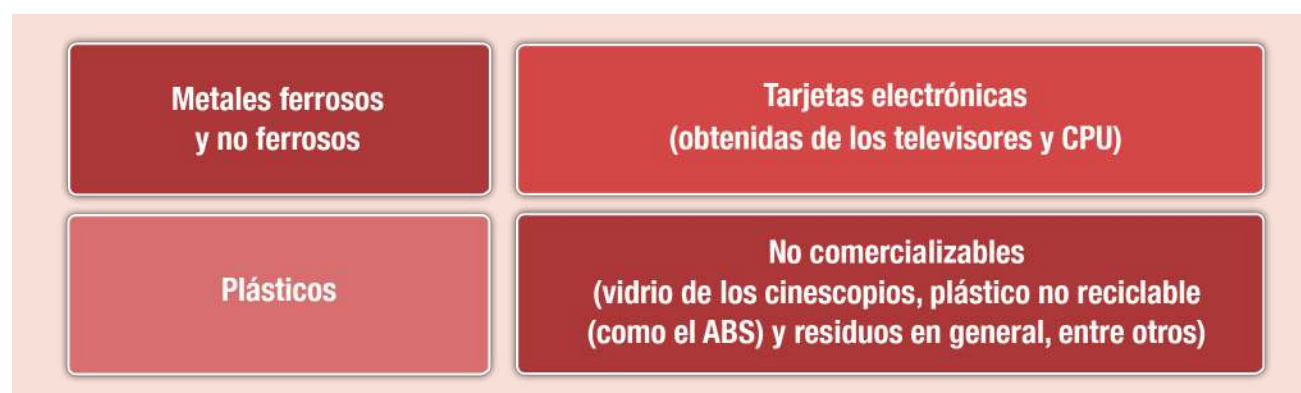 Metales ferrosos
y no ferrosos
Tarjetas electrónicas
(obtenidas de los televisores y CPU)
Plásticos
No comercializables
(vidrio de los cinescopios, plástico no reciclable
(como el ABS) y residuos en general, entre otros)